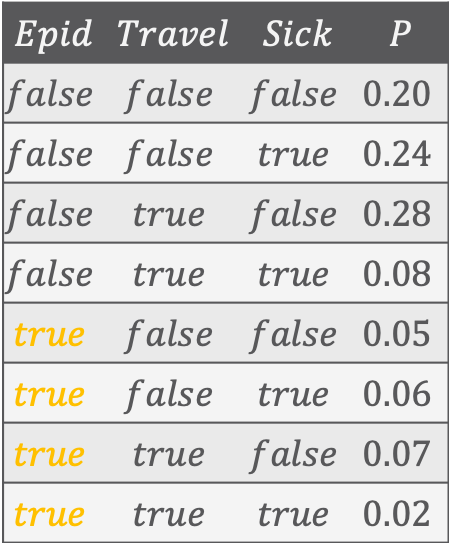 Epid Travel Sick P
false false false 0.20
false false true 0.24
false true false 0.28
false true true 0.08
true false false 0.05
true false true 0.06
true true false 0.07
true true true 0.02